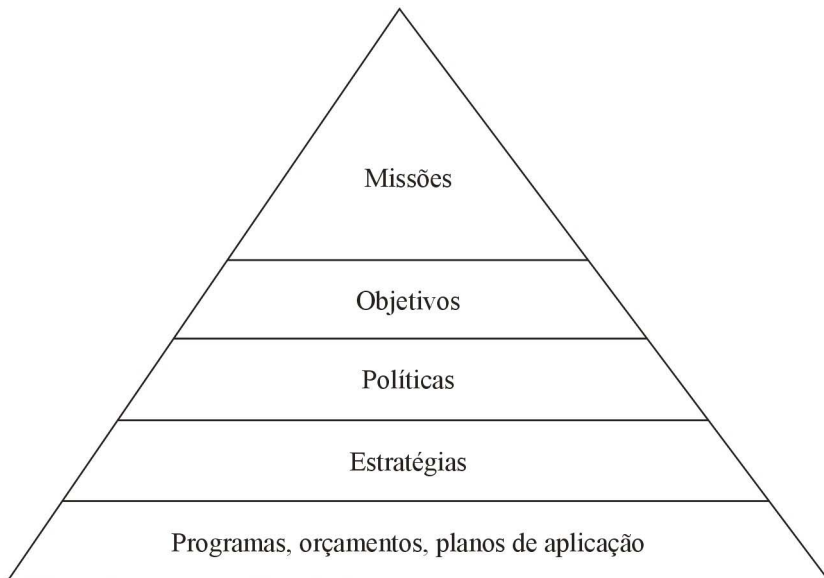 Missões
Objetivos
Políticas
Estratégias
Programas, orçamentos, planos de aplicação